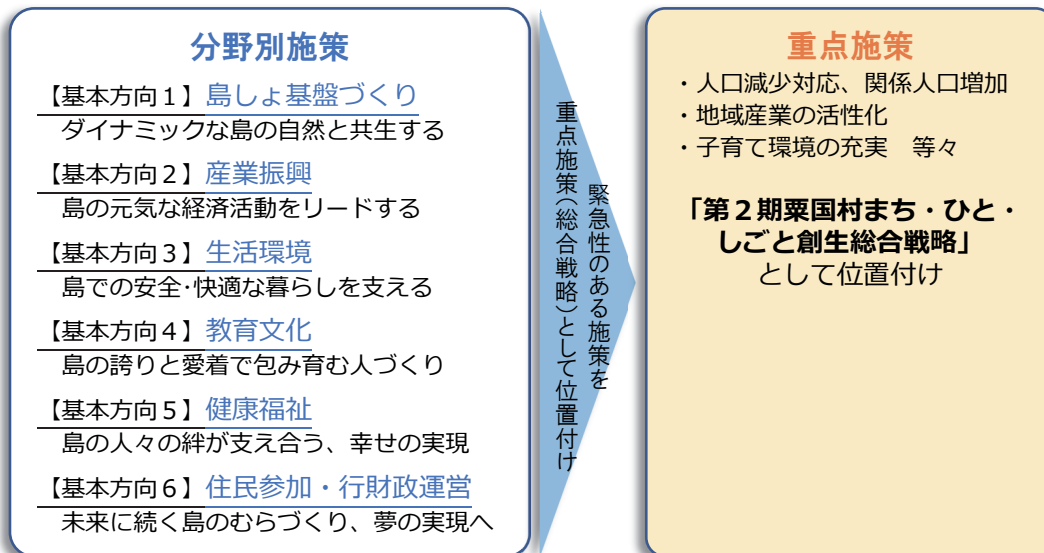 分野別施策
【基本方向１】島しょ基盤づくり
ダイナミックな島の自然と共生する
【基本方向２】産業振興
島の元気な経済活動をリードする
【基本方向３】生活環境
島での安全･快適な暮らしを支える
【基本方向４】教育文化
島の誇りと愛着で包み育む人づくり
【基本方向５】健康福祉
島の人々の絆が支え合う、幸せの実現
【基本方向６】住民参加・行財政運営
未来に続く島のむらづくり、夢の実現へ
緊急性のある施策を
重点施策（総合戦略）として位置付け
重点施策
・人口減少対応、関係人口増加
・地域産業の活性化
・子育て環境の充実　等々
「第２期粟国村まち・ひと・
しごと創生総合戦略」
として位置付け